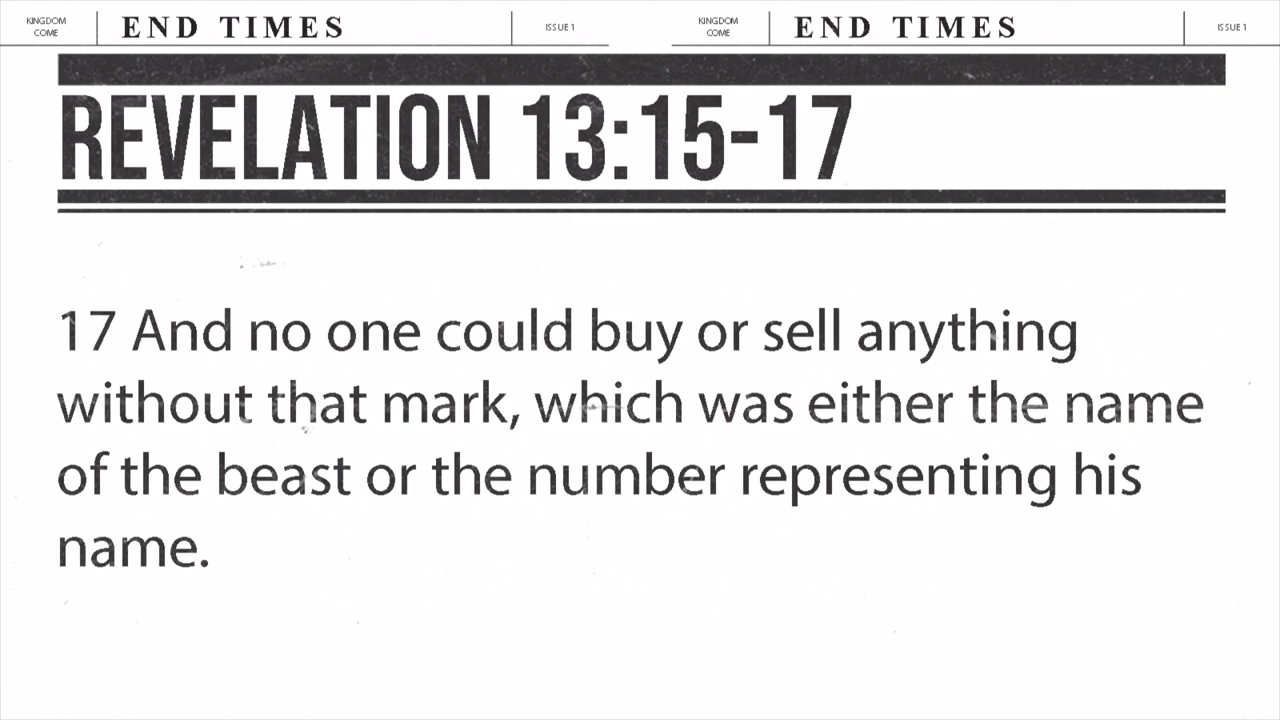 KINGDOM
COME
END TIMES
ISSUE 1
KINGDOM
COME
END TIMES
ISSUE 1
REVELATION 13:15-17
17 And no one could buy or sell anything
without that mark, which was either the name
of the beast or the number representing his
name.